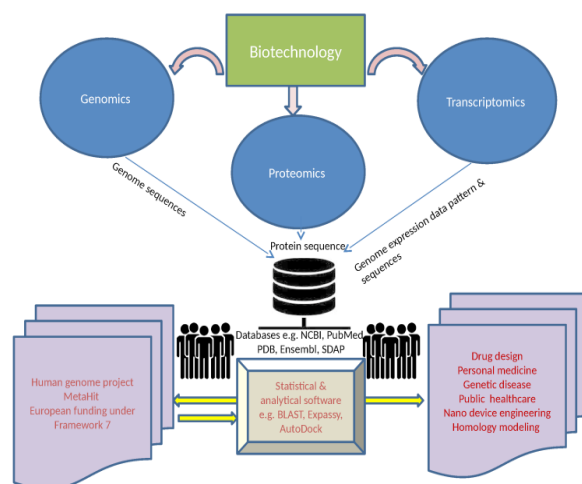 Biotechnology
Genomics
Transcriptomics
Proteomics
Genome sequences
Protein sequence
Genome expression data pattern &
sequences
Databases e.g. NCBI, PubMed
PDB, Ensembl, SDAP
Human genome project
MetaHit
European funding under
Framework 7
Statistical &
analytical software
e.g. BLAST, Expassy,
AutoDock
Drug design
Personal medicine
Genetic disease
Public healthcare
Nano device engineering
Homology modeling